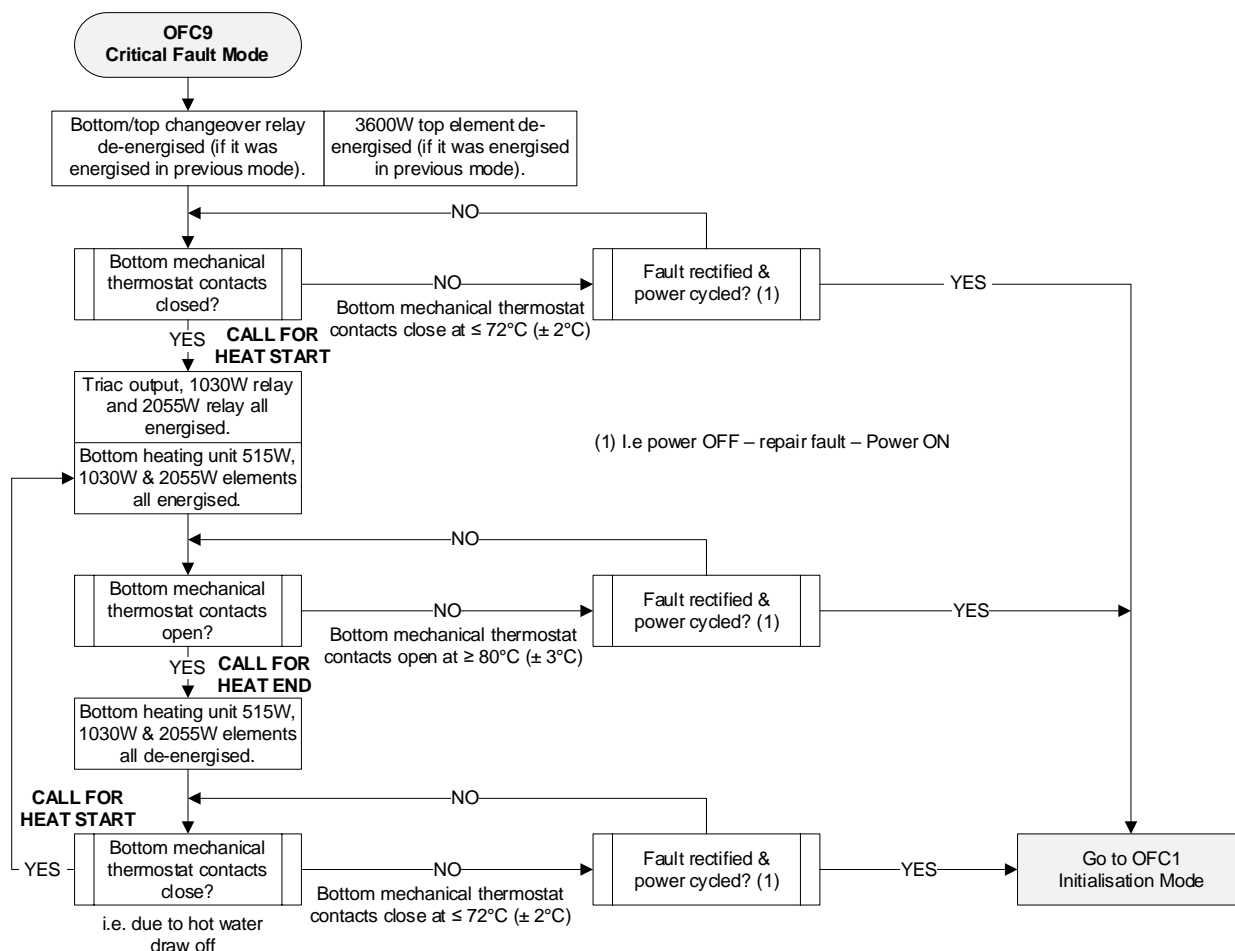 OFC9
Critical Fault Mode
Bottom/top changeover relay
de-energised (if it was
energised in previous mode).
3600W top element de-
energised (if it was energised
in previous mode).
NO
Bottom mechanical
thermostat contacts
closed?
NO
Bottom mechanical thermostat
contacts close at ≤ 72°C (± 2°C)
Fault rectified &
power cycled? (1)
YES
YES
CALL FOR
HEAT START
Triac output, 1030W relay
and 2055W relay all
energised.
(1) I.e power OFF – repair fault – Power ON
Bottom heating unit 515W,
1030W & 2055W elements
all energised.
NO
Bottom mechanical
thermostat contacts
open?
NO
Bottom mechanical thermostat
contacts open at ≥ 80°C (± 3°C)
Fault rectified &
power cycled? (1)
YES
YES
CALL FOR
HEAT END
Bottom heating unit 515W,
1030W & 2055W elements
all de-energised.
CALL FOR
HEAT START
NO
YES
Bottom mechanical
thermostat contacts
close?
NO
Bottom mechanical thermostat
contacts close at ≤ 72°C (± 2°C)
Fault rectified &
power cycled? (1)
YES
Go to OFC1
Initialisation Mode
i.e. due to hot water
draw off